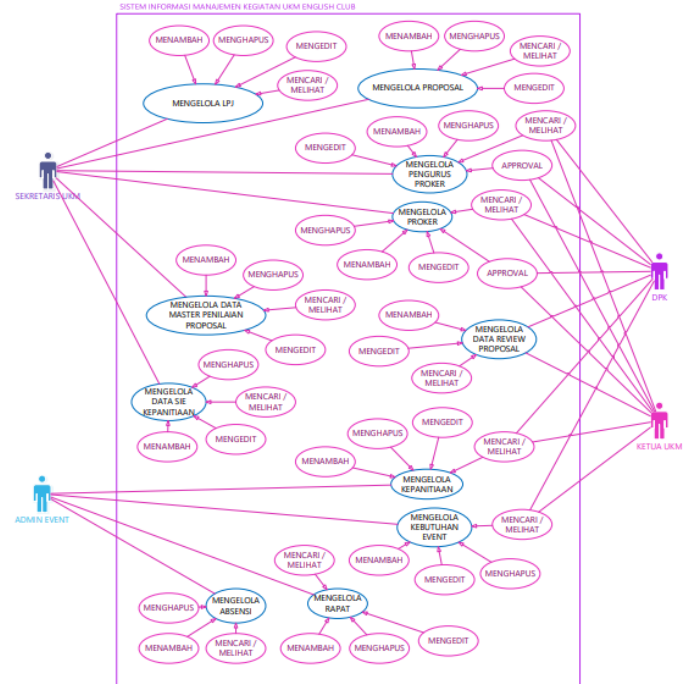 SISTEM INFORMASI MANAJEMEN KEGIATAN UKM ENGLISH CLUB
MENAMBAH
MENGHAPUS
MENGEDIT
MENCARI /
MELIHAT
MENGELOLA LPJ
MENAMBAH
MENGHAPUS
MENCARI /
MELIHAT
MENGEDIT
MENGELOLA PROPOSAL
MENAMBAH
MENGHAPUS
MENCARI /
MELIHAT
MENGEDIT
APPROVAL
MENGELOLA
PENGURUS
PROKER
SEKRETARIS UKM
MENGELOLA
PROKER
MENCARI /
MELIHAT
MENGHAPUS
MENAMBAH
MENGEDIT
APPROVAL
DPK
MENAMBAH
MENGHAPUS
MENCARI /
MELIHAT
MENGEDIT
MENGELOLA DATA
MASTER PENILAIAN
PROPOSAL
MENAMBAH
MENGEDIT
MENCARI /
MELIHAT
MENGELOLA
DATA REVIEW
PROPOSAL
MENGHAPUS
MENCARI /
MELIHAT
MENGELOLA
DATA SIE
KEPANITIAAN
MENAMBAH
MENGEDIT
MENGHAPUS
MENGEDIT
MENCARI /
MELIHAT
MENAMBAH
MENGELOLA
KEPANITIAAN
KETUA UKM
ADMIN EVENT
MENGELOLA
KEBUTUHAN
EVENT
MENCARI /
MELIHAT
MENAMBAH
MENGEDIT
MENGHAPUS
MENCARI /
MELIHAT
MENGELOLA
RAPAT
MENAMBAH
MENGHAPUS
MENGEDIT
MENGHAPUS
MENGELOLA
ABSENSI
MENAMBAH
MENCARI /
MELIHAT